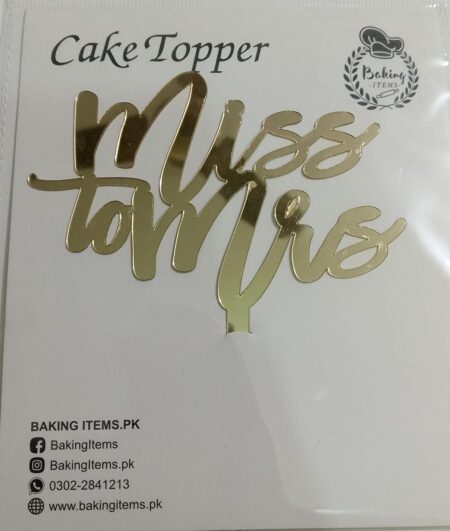 Cake Topper
Baking
-ITEMS-
Miss
to Mrs
BAKING ITEMS.PK
BakingItems
BakingItems.pk
0302-2841213
www.bakingitems.pk